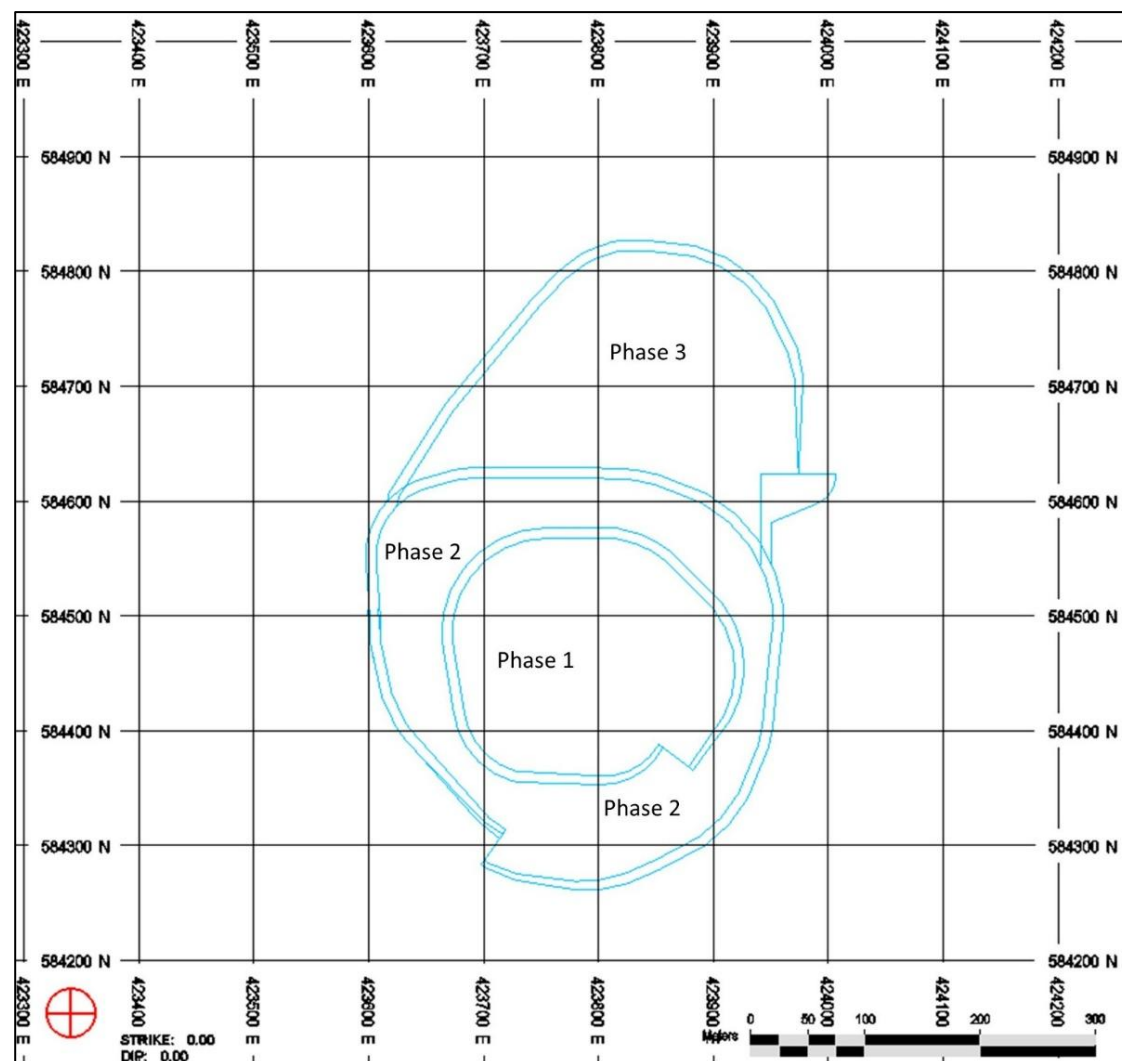 423300 E
423400 E
423500 E
423600 E
423700 E
423800 E
423900 E
424000 E
424100 E
424200 E
584900 N
584900 N
584800 N
584800 N
Phase 3
584700 N
584700 N
584600 N
584600 N
Phase 2
584500 N
584500 N
Phase 1
584400 N
584400 N
Phase 2
584300 N
584300 N
584200 N
584200 N
423300 E
423400 E
423500 E
423600 E
423700 E
423800 E
423900 E
424000 E
424100 E
424200 E
STRIKE: 0.00
DIP: 0.00
Meters
0 50 100 200 300